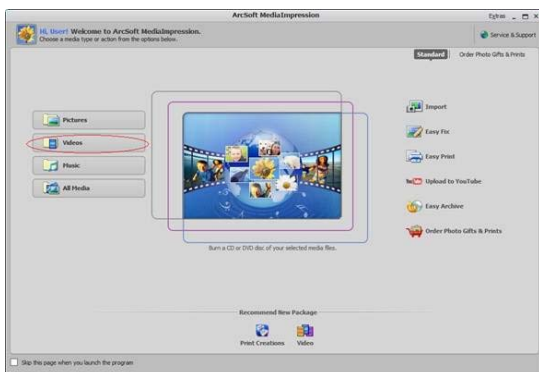 ArcSoft MediaImpression
Extras
Hi, User! Welcome to ArcSoft MediaImpression.
Choose a media type or action from the options below.
Service & Support
Standard
Order Photo Gifts & Prints
Pictures
Videos
Music
All Media
Import
Easy Fix
Easy Print
Upload to YouTube
Easy Archive
Order Photo Gifts & Prints
Burn a CD or DVD disc of your selected media files.
Recommend New Package
Print Creations
Video
Skip this page when you launch the program